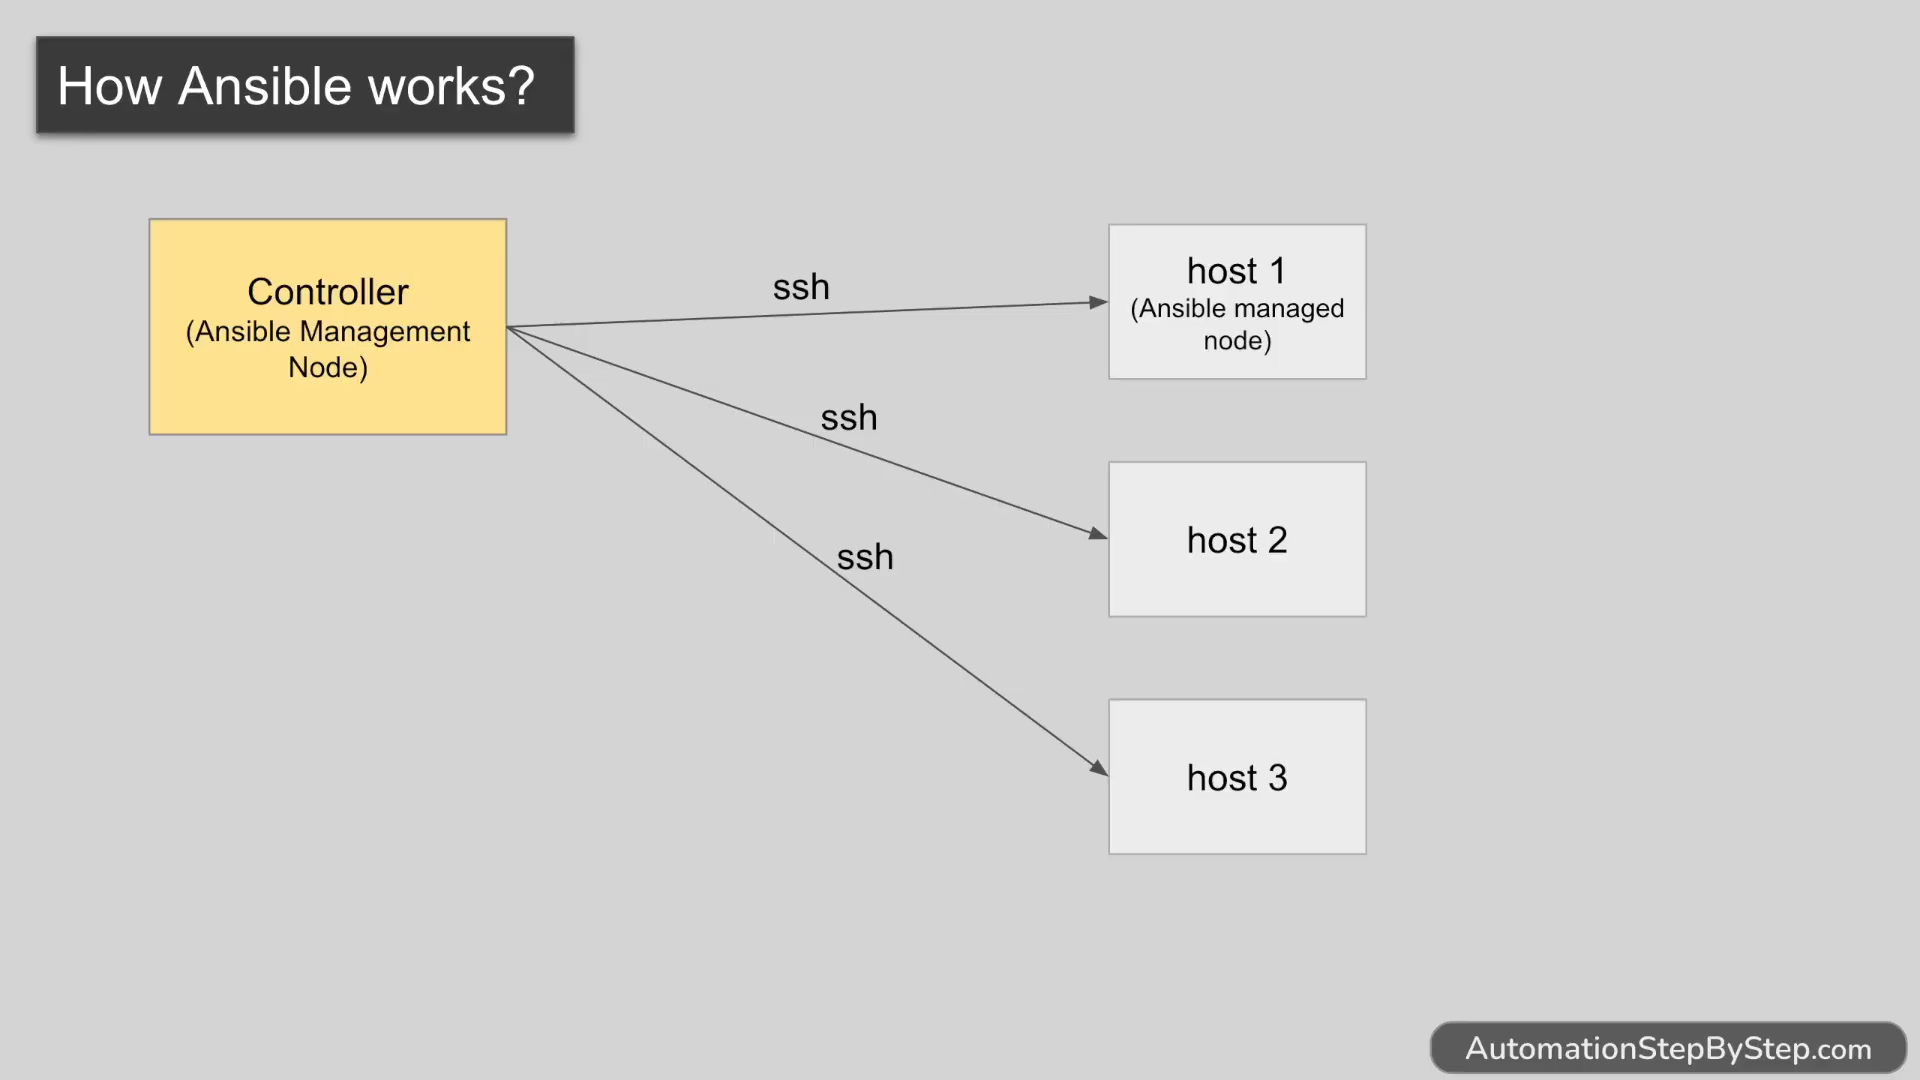 How Ansible works?
Controller
(Ansible Management
Node)
ssh
host 1
(Ansible managed
node)
ssh
host 2
ssh
host 3
AutomationStepByStep.com